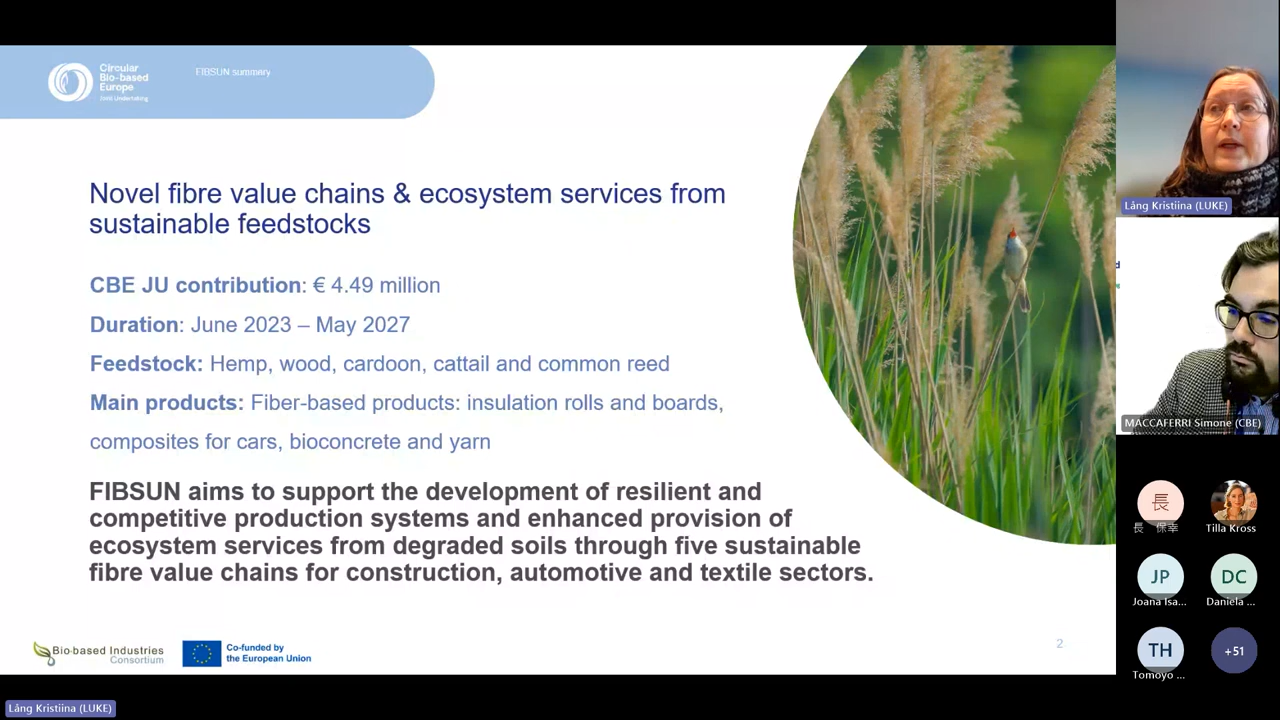 Circular
Bio-based
Europe
Joint Undertaking
FIBSUN summary
Novel fibre value chains & ecosystem services from
sustainable feedstocks
CBE JU contribution: € 4.49 million
Duration: June 2023 – May 2027
Feedstock: Hemp, wood, cardoon, cattail and common reed
Main products: Fiber-based products: insulation rolls and boards,
composites for cars, bioconcrete and yarn
FIBSUN aims to support the development of resilient and
competitive production systems and enhanced provision of
ecosystem services from degraded soils through five sustainable
fibre value chains for construction, automotive and textile sectors.
Bio-based Industries
Consortium
Co-funded by
the European Union
2
Lång Kristiina (LUKE)
MACCAFERRI Simone (CBE)
長
長 保幸
Tilla Kross
JP
Joana Isa...
DC
Daniela ...
TH
Tomoyo ...
+51
Lång Kristiina (LUKE)